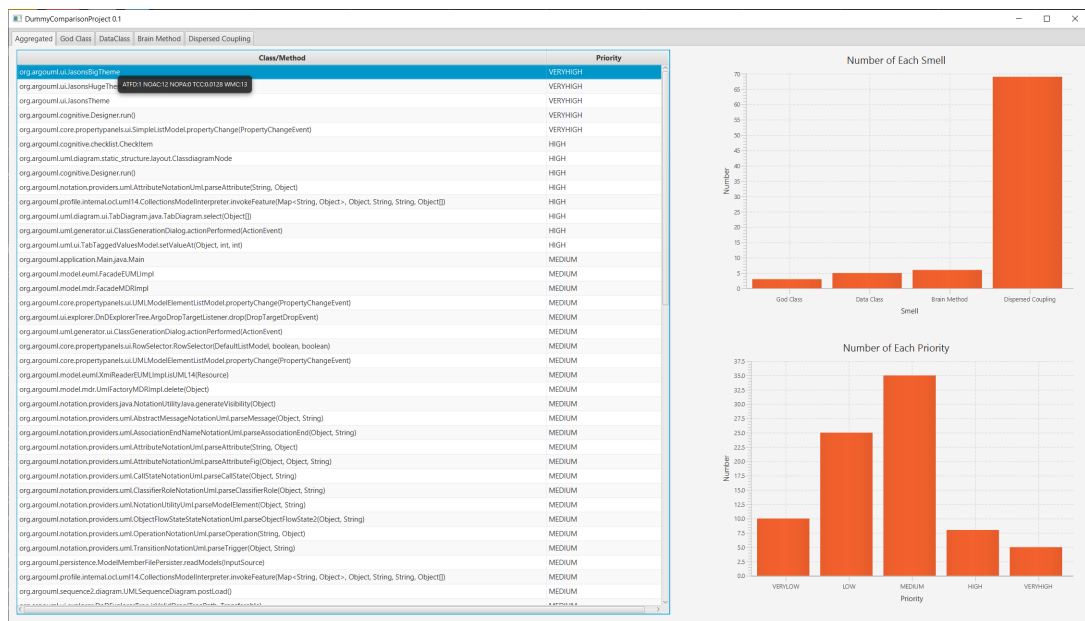 DummyComparisonProject 0.1
Aggregated God Class DataClass Brain Method Dispersed Coupling
Class/Method Priority
org.argouml.ui.JasonsBigTheme VERYHIGH
org.argouml.ui.JasonsHugeThe VERYHIGH
ATFD:1 NOAC:12 NOPA:0 TCC:0.0128 WMC:13
org.argouml.ui.JasonsTheme VERYHIGH
org.argouml.cognitive.Designer.run() VERYHIGH
org.argouml.core.propertypanels.ui.SimpleListModel.propertyChange(PropertyChangeEvent) VERYHIGH
org.argouml.cognitive.checklist.CheckItem HIGH
org.argouml.uml.diagram.static_structure.layout.ClassdiagramNode HIGH
org.argouml.cognitive.Designer.run() HIGH
org.argouml.notation.providers.uml.AttributeNotationUml.parseAttribute(String, Object) HIGH
org.argouml.profile.internal.ocl.uml14.CollectionsModelInterpreter.invokeFeature(Map<String, Object>, Object, String, String, Object[]) HIGH
org.argouml.uml.diagram.ui.TabDiagram.java.TabDiagram.select(Object[]) HIGH
org.argouml.uml.generator.ui.ClassGenerationDialog.actionPerformed(ActionEvent) HIGH
org.argouml.uml.ui.TabTaggedValuesModel.setValueAt(Object, int, int) HIGH
org.argouml.application.Main.java.Main MEDIUM
org.argouml.model.euml.FacadeEUMLImpl MEDIUM
org.argouml.model.mdr.FacadeMDRImpl MEDIUM
org.argouml.core.propertypanels.ui.UMLModelElementListModel.propertyChange(PropertyChangeEvent) MEDIUM
org.argouml.ui.explorer.DnDExplorerTree.ArgoDropTargetListener.drop(DropTargetDropEvent) MEDIUM
org.argouml.uml.generator.ui.ClassGenerationDialog.actionPerformed(ActionEvent) MEDIUM
org.argouml.core.propertypanels.ui.RowSelector.RowSelector(DefaultListModel, boolean, boolean) MEDIUM
org.argouml.core.propertypanels.ui.UMLModelElementListModel.propertyChange(PropertyChangeEvent) MEDIUM
org.argouml.model.euml.XmiReaderEUMLImpl.isUML14(Resource) MEDIUM
org.argouml.model.mdr.UmlFactoryMDRImpl.delete(Object) MEDIUM
org.argouml.notation.providers.java.NotationUtilityJava.generateVisibility(Object) MEDIUM
org.argouml.notation.providers.uml.AbstractMessageNotationUml.parseMessage(Object, String) MEDIUM
org.argouml.notation.providers.uml.AssociationEndNameNotationUml.parseAssociationEnd(Object, String) MEDIUM
org.argouml.notation.providers.uml.AttributeNotationUml.parseAttribute(String, Object) MEDIUM
org.argouml.notation.providers.uml.AttributeNotationUml.parseAttributeFig(Object, Object, String) MEDIUM
org.argouml.notation.providers.uml.CallStateNotationUml.parseCallState(Object, String) MEDIUM
org.argouml.notation.providers.uml.ClassifierRoleNotationUml.parseClassifierRole(Object, String) MEDIUM
org.argouml.notation.providers.uml.NotationUtilityUml.parseModelElement(Object, String) MEDIUM
org.argouml.notation.providers.uml.ObjectFlowStateStateNotationUml.parseObjectFlowState2(Object, String) MEDIUM
org.argouml.notation.providers.uml.OperationNotationUml.parseOperation(String, Object) MEDIUM
org.argouml.notation.providers.uml.TransitionNotationUml.parseTrigger(Object, String) MEDIUM
org.argouml.persistence.ModelMemberFilePersister.readModels(InputSource) MEDIUM
org.argouml.profile.internal.ocl.uml14.CollectionsModelInterpreter.invokeFeature(Map<String, Object>, Object, String, String, Object[]) MEDIUM
org.argouml.sequence2.diagram.UMLSequenceDiagram.postLoad() MEDIUM
Number of Each Smell
70
65
60
55
50
45
40
35
30
25
20
15
10
5
0
Number
God Class Data Class Brain Method Dispersed Coupling
Smell
Number of Each Priority
37.5
35.0
32.5
30.0
27.5
25.0
22.5
20.0
17.5
15.0
12.5
10.0
7.5
5.0
2.5
0.0
Number
VERYLOW LOW MEDIUM HIGH VERYHIGH
Priority